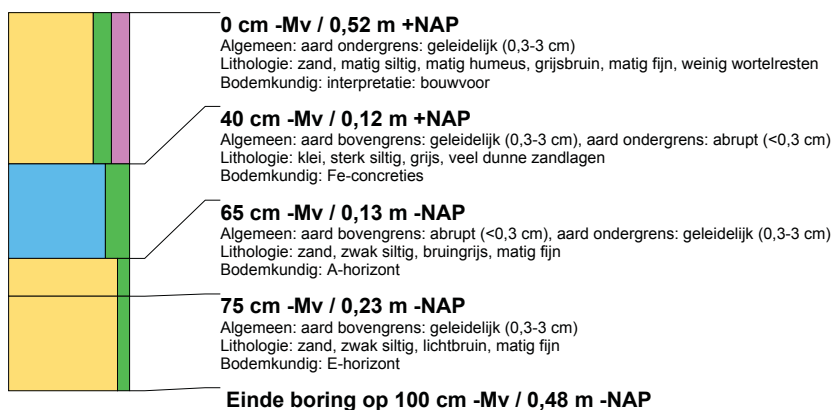 0 cm -Mv / 0,52 m +NAP
Algemeen: aard ondergrens: geleidelijk (0,3-3 cm)
Lithologie: zand, matig siltig, matig humeus, grijsbruin, matig fijn, weinig wortelresten
Bodemkundig: interpretatie: bouwvoor
40 cm -Mv / 0,12 m +NAP
Algemeen: aard bovengrens: geleidelijk (0,3-3 cm), aard ondergrens: abrupt (<0,3 cm)
Lithologie: klei, sterk siltig, grijs, veel dunne zandlagen
Bodemkundig: Fe-concreties
65 cm -Mv / 0,13 m -NAP
Algemeen: aard bovengrens: abrupt (<0,3 cm), aard ondergrens: geleidelijk (0,3-3 cm)
Lithologie: zand, zwak siltig, bruingrijs, matig fijn
Bodemkundig: A-horizont
75 cm -Mv / 0,23 m -NAP
Algemeen: aard bovengrens: geleidelijk (0,3-3 cm)
Lithologie: zand, zwak siltig, lichtbruin, matig fijn
Bodemkundig: E-horizont
Einde boring op 100 cm -Mv / 0,48 m -NAP